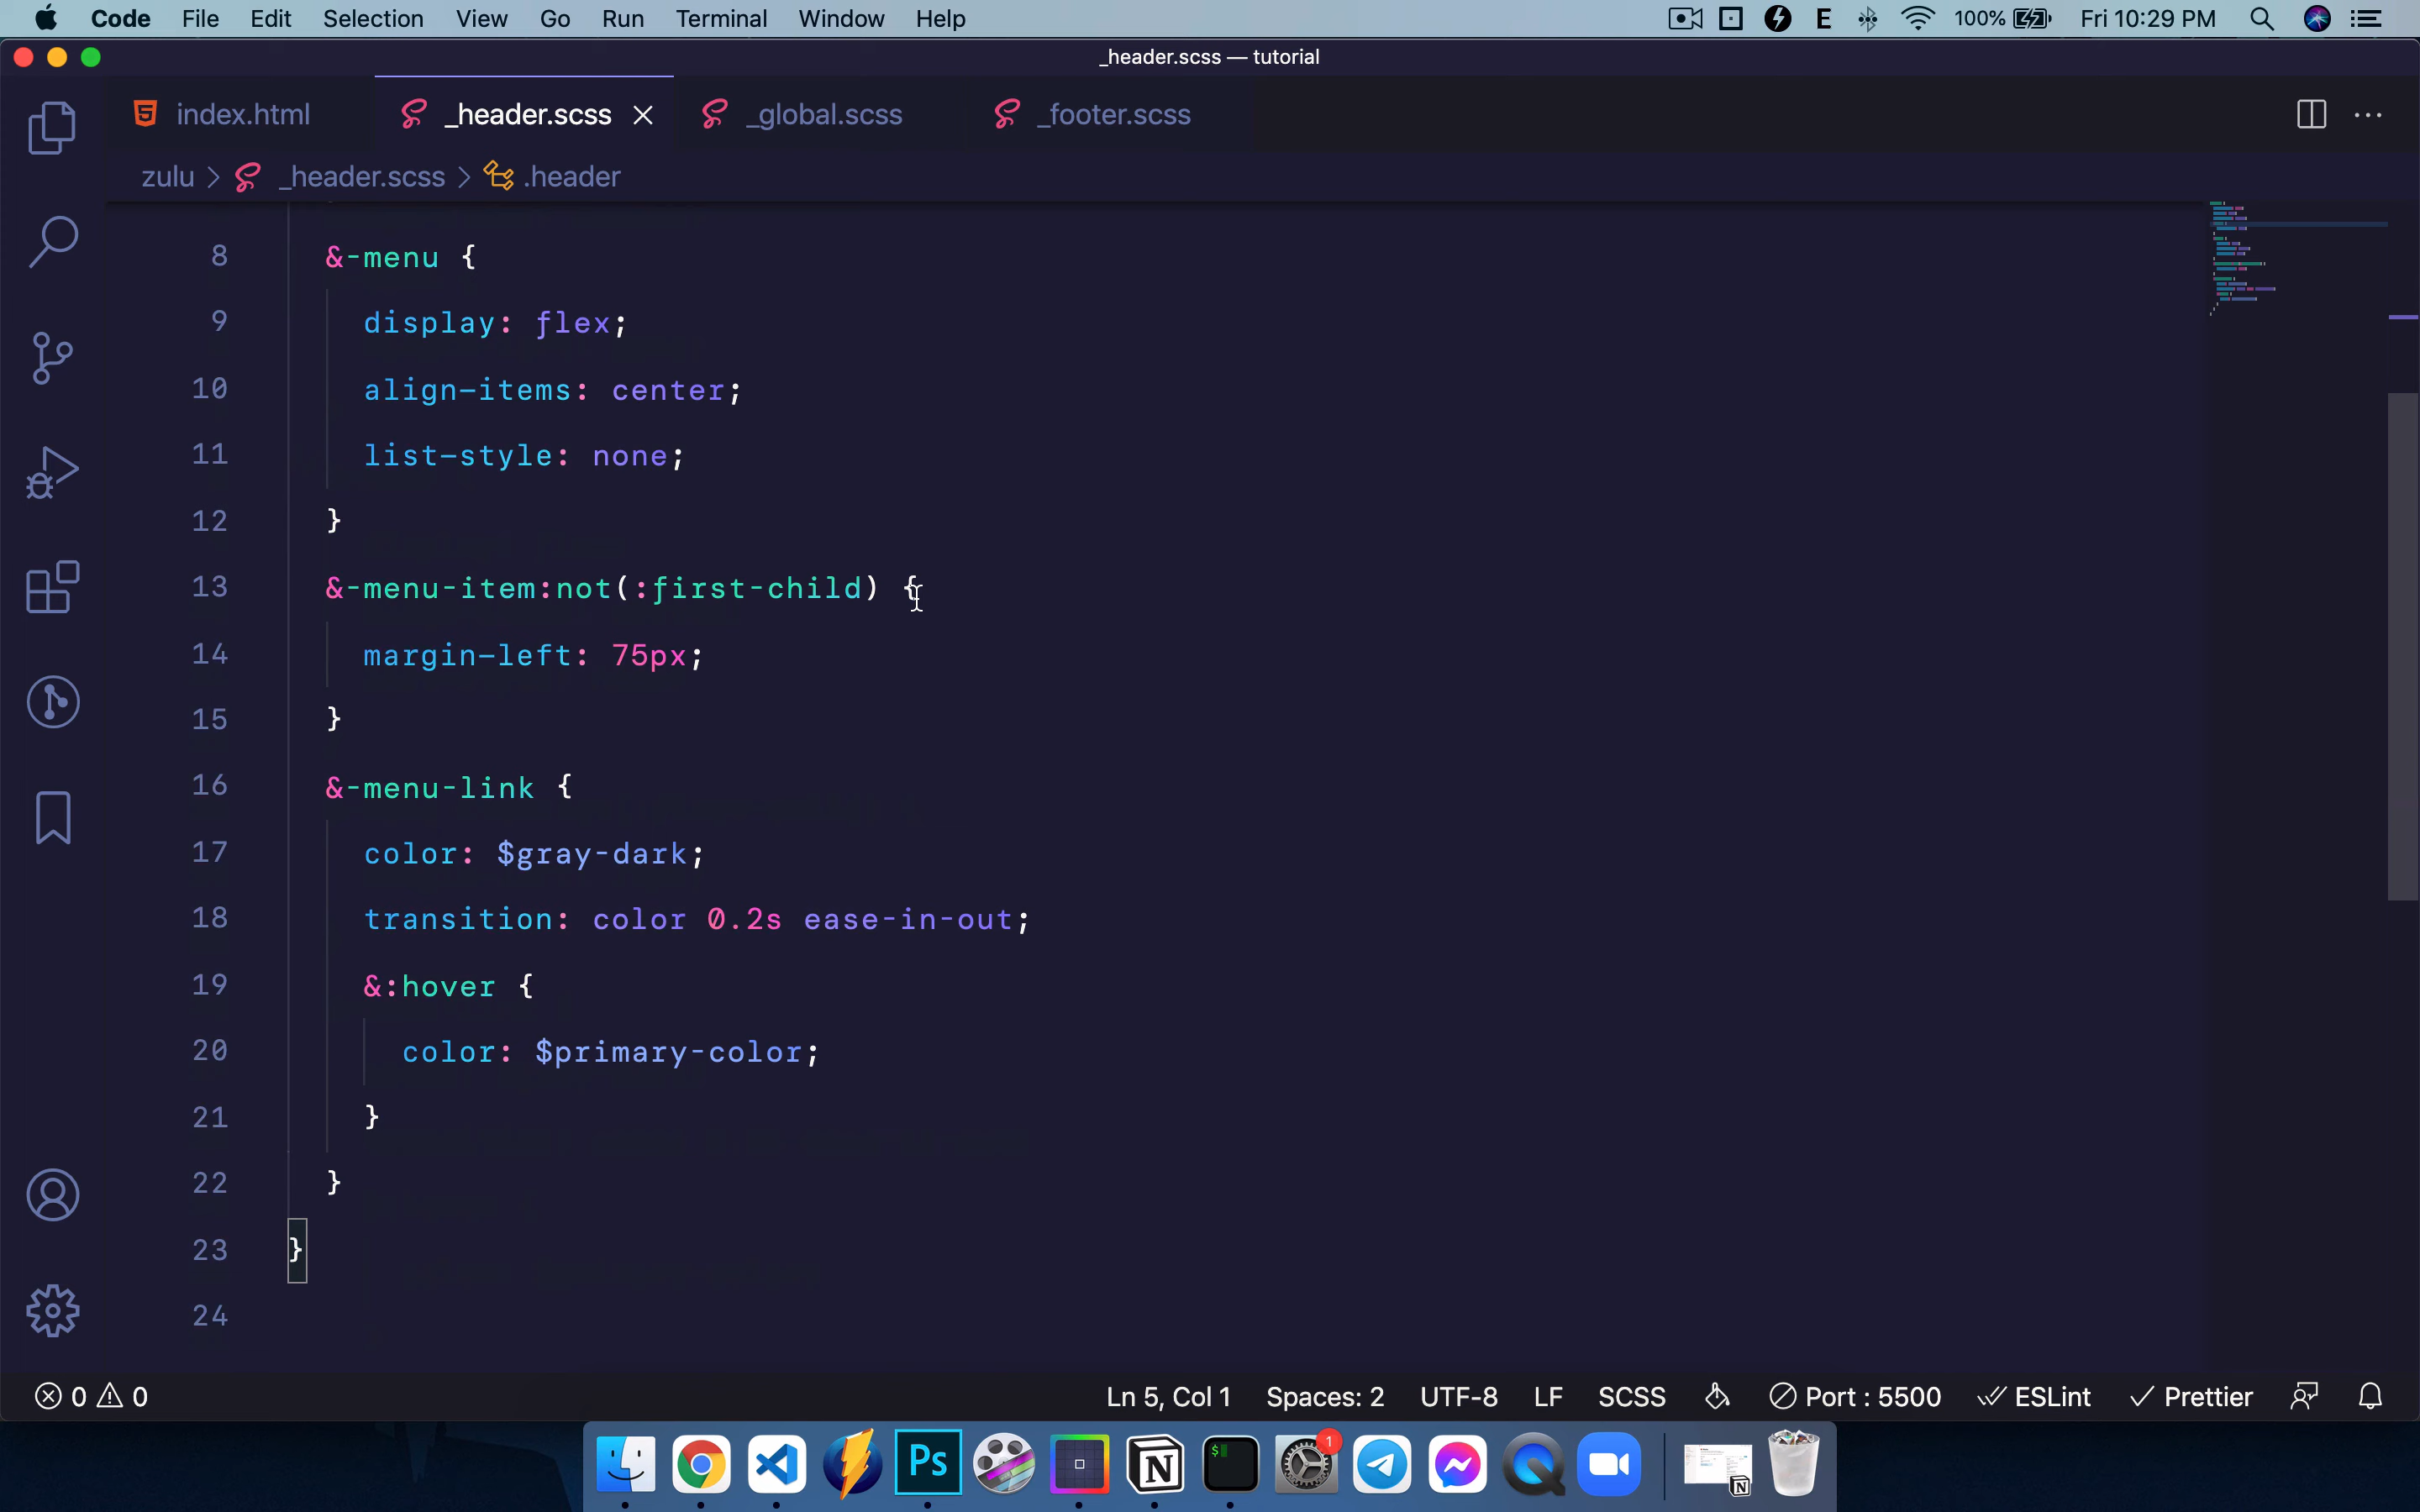 Code File Edit Selection View Go Run Terminal Window Help E 100% Fri 10:29 PM
_header.scss — tutorial
index.html _header.scss _global.scss _footer.scss
zulu > _header.scss > .header
8 &-menu {
9 display: flex;
10 align-items: center;
11 list-style: none;
12 }
13 &-menu-item:not(:first-child) {
14 margin-left: 75px;
15 }
16 &-menu-link {
17 color: $gray-dark;
18 transition: color 0.2s ease-in-out;
19 &:hover {
20 color: $primary-color;
21 }
22 }
23 }
24
0 0 Ln 5, Col 1 Spaces: 2 UTF-8 LF SCSS Port : 5500 ESLint Prettier
Ps N $ 1 N